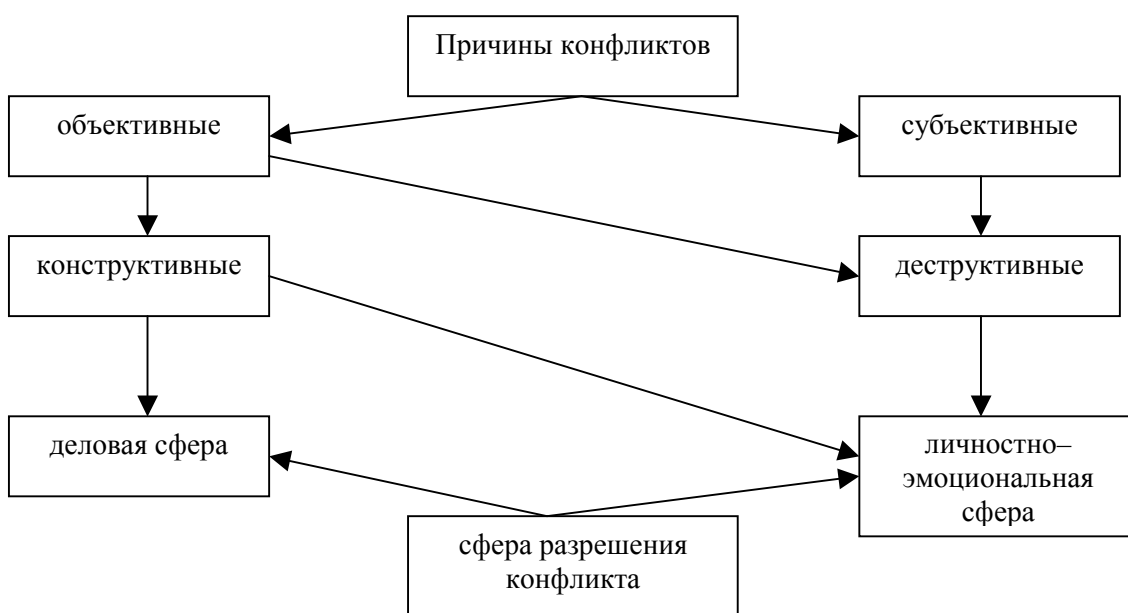 Причины конфликтов
объективные
субъективные
конструктивные
деструктивные
деловая сфера
личностно–
эмоциональная
сфера
сфера разрешения
конфликта